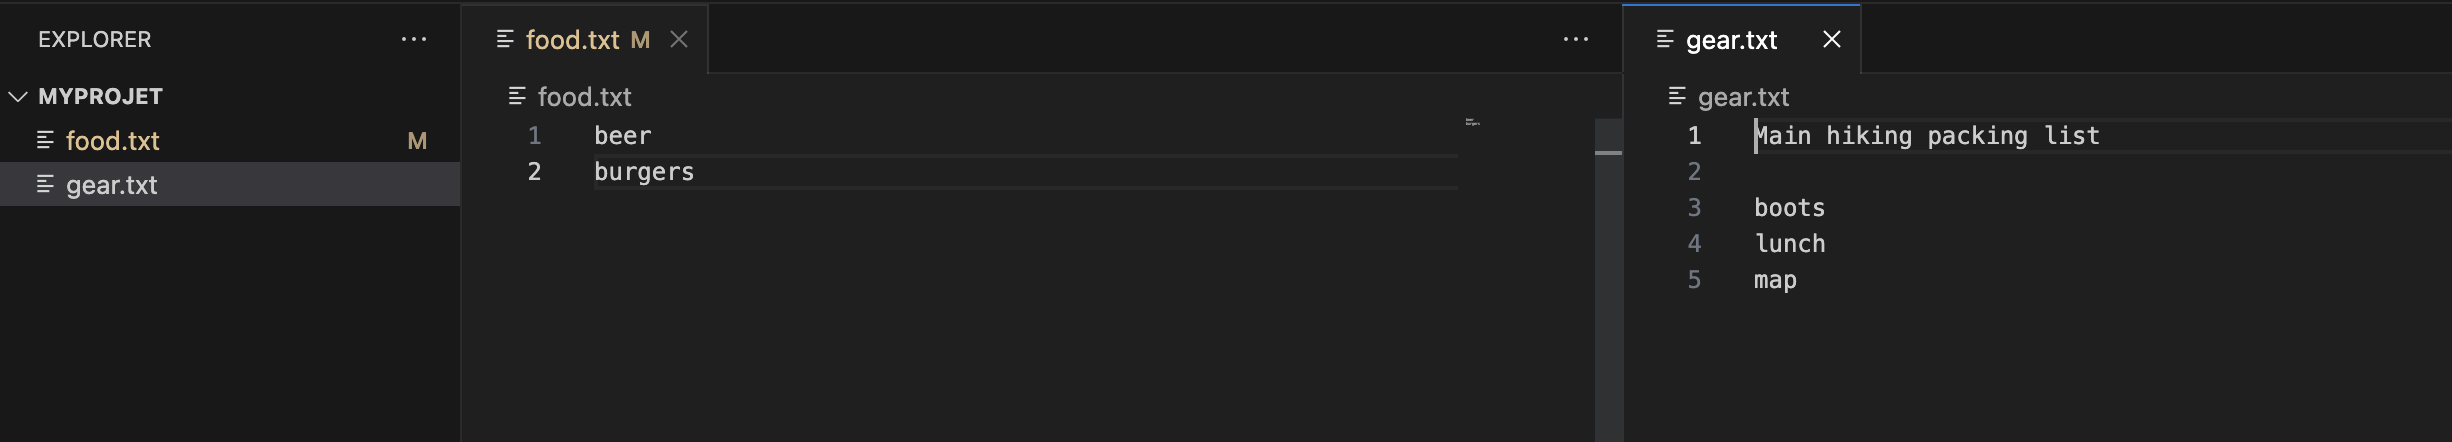 EXPLORER
MYPROJET
food.txt M
gear.txt
food.txt M
food.txt
1 beer
2 burgers
gear.txt
gear.txt
1 Main hiking packing list
2
3 boots
4 lunch
5 map